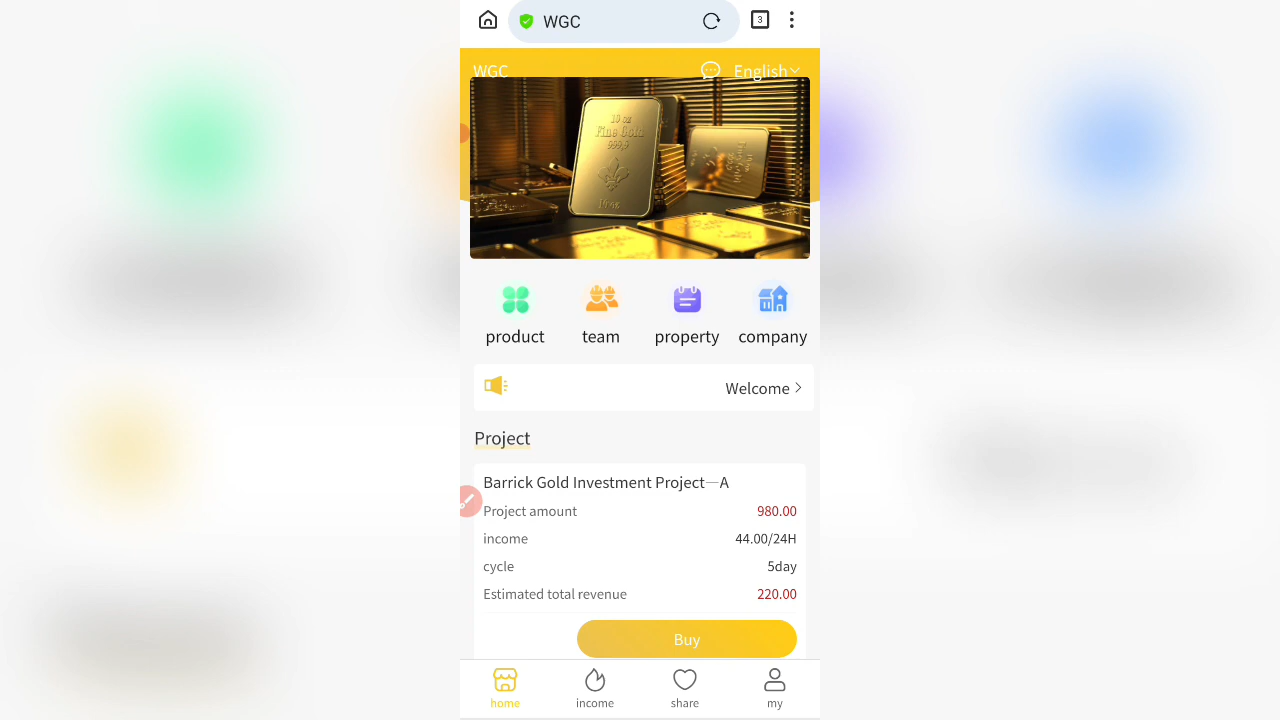 WGC
3
WGC
English
10 oz
Fine Gold
999,9
product
team
property
company
Welcome
Project
Barrick Gold Investment Project—A
Project amount 980.00
income 44.00/24H
cycle 5day
Estimated total revenue 220.00
Buy
home
income
share
my